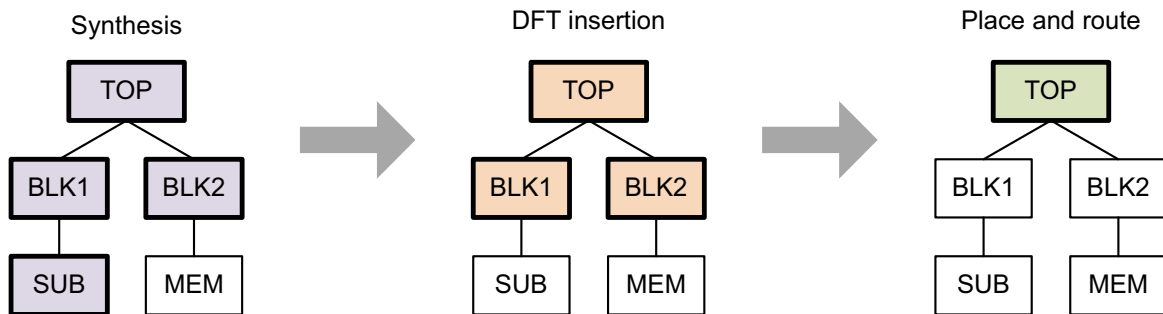 Synthesis
DFT insertion
Place and route
TOP
TOP
TOP
BLK1
BLK2
BLK1
BLK2
BLK1
BLK2
SUB
MEM
SUB
MEM
SUB
MEM